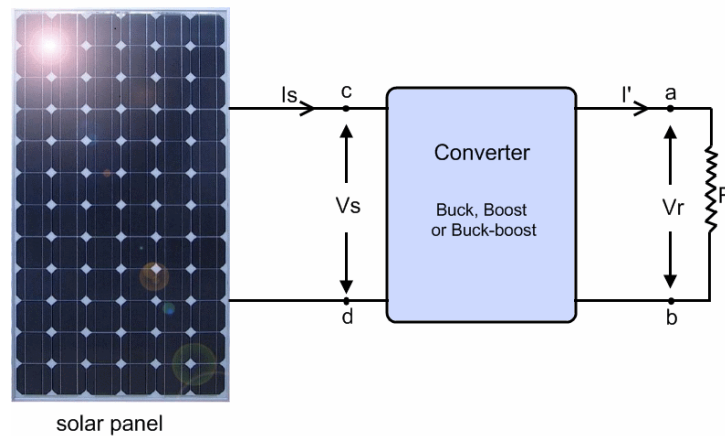 Is
c
I'
a
Converter
Vs
Buck, Boost
or Buck-boost
Vr
R
d
b
solar panel